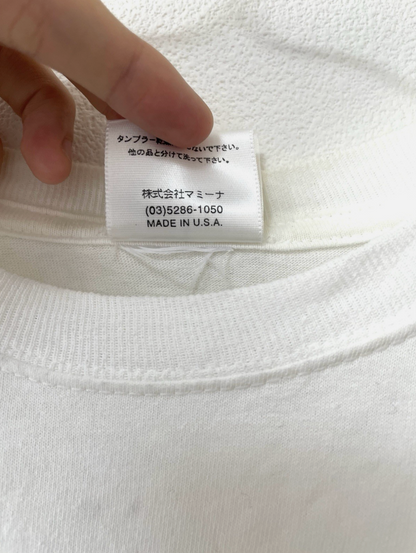 タンブラー乾 ないで下さい。
他の品と分けて洗って下さい。
株式会社マミーナ
(03)5286-1050
MADE IN U.S.A.